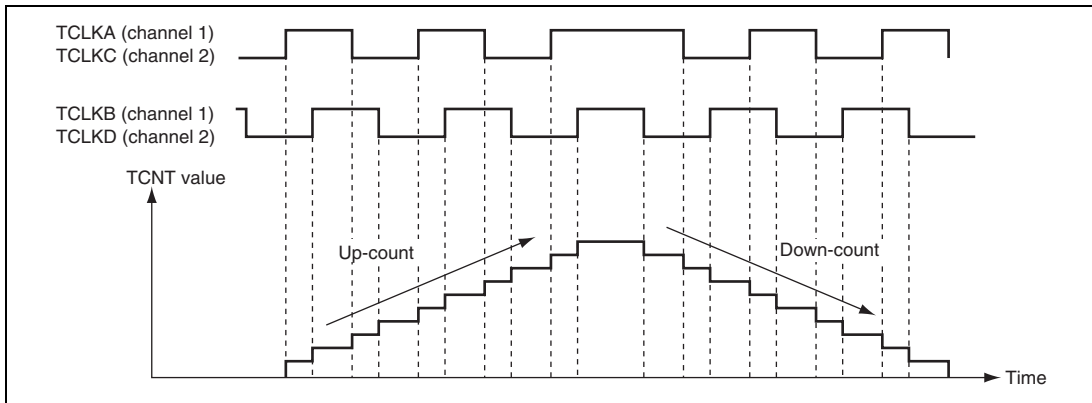 TCLKA (channel 1)
TCLKC (channel 2)
TCLKB (channel 1)
TCLKD (channel 2)
TCNT value
Up-count
Down-count
Time